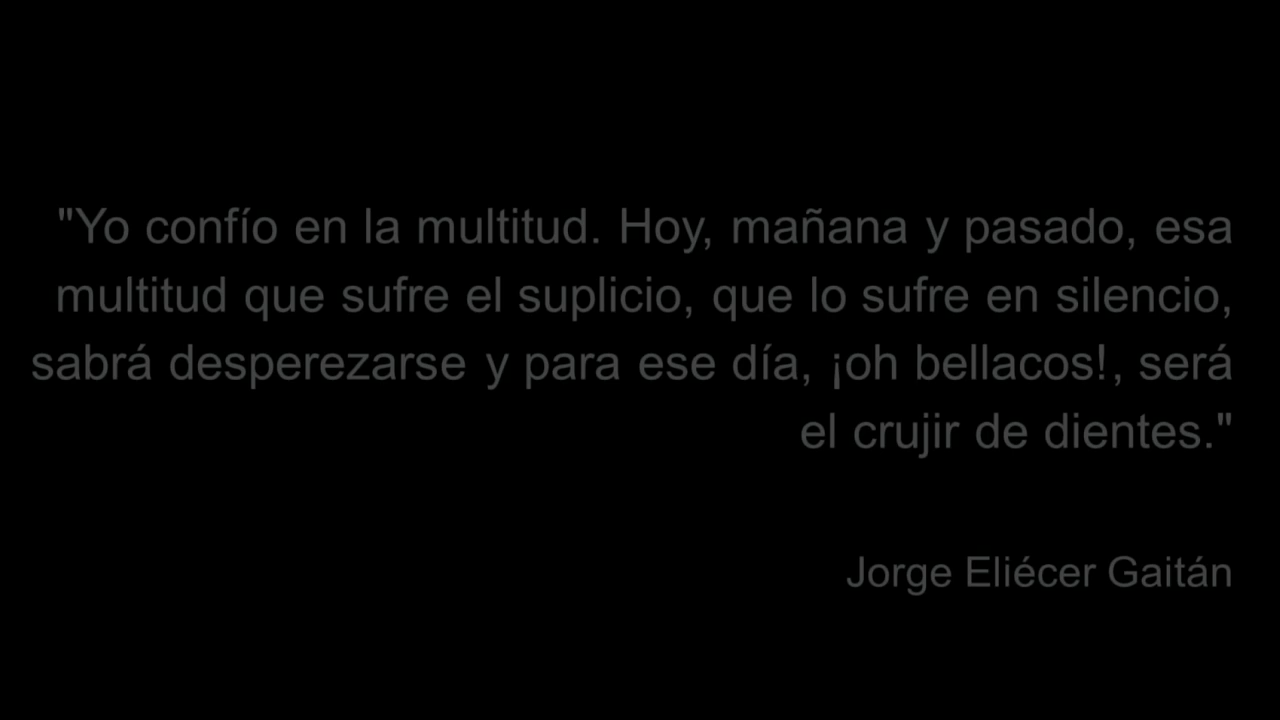 "Yo confío en la multitud. Hoy, mañana y pasado, esa
multitud que sufre el suplicio, que lo sufre en silencio,
sabrá desperezarse y para ese día, ¡oh bellacos!, será
el crujir de dientes."
Jorge Eliécer Gaitán